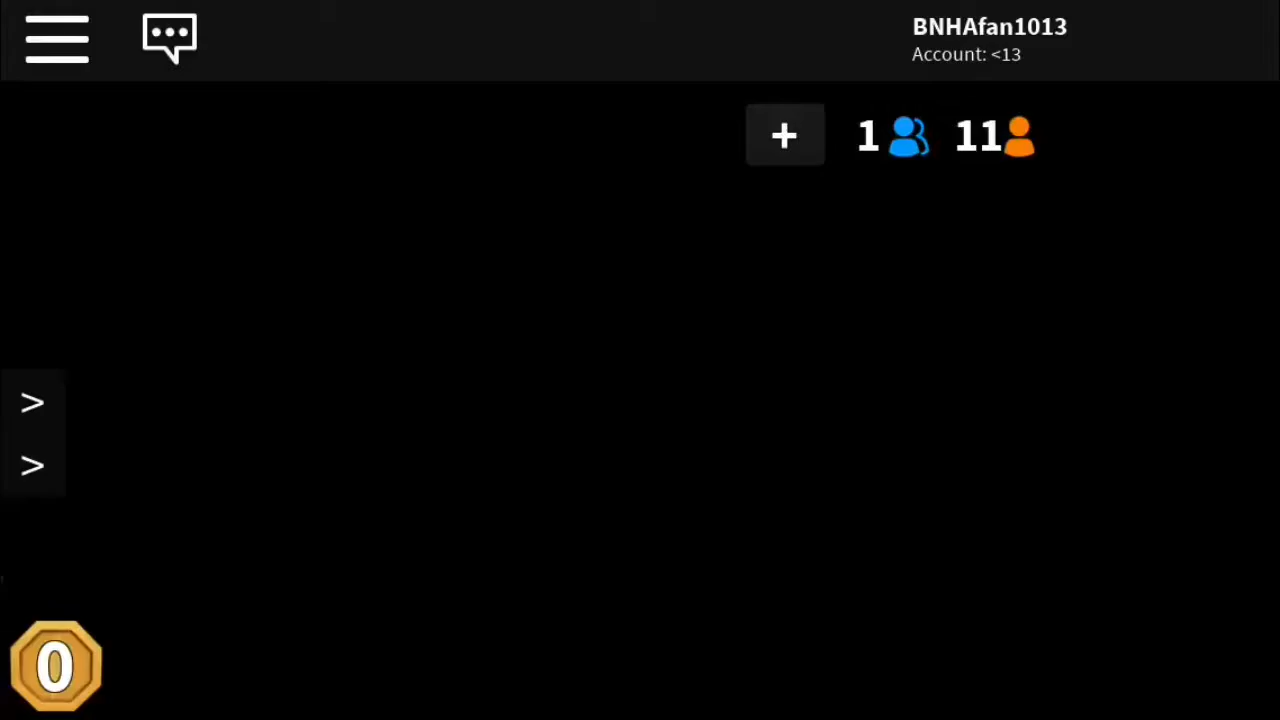 BNHAfan1013
Account: <13
+ 1 11
>
>
0